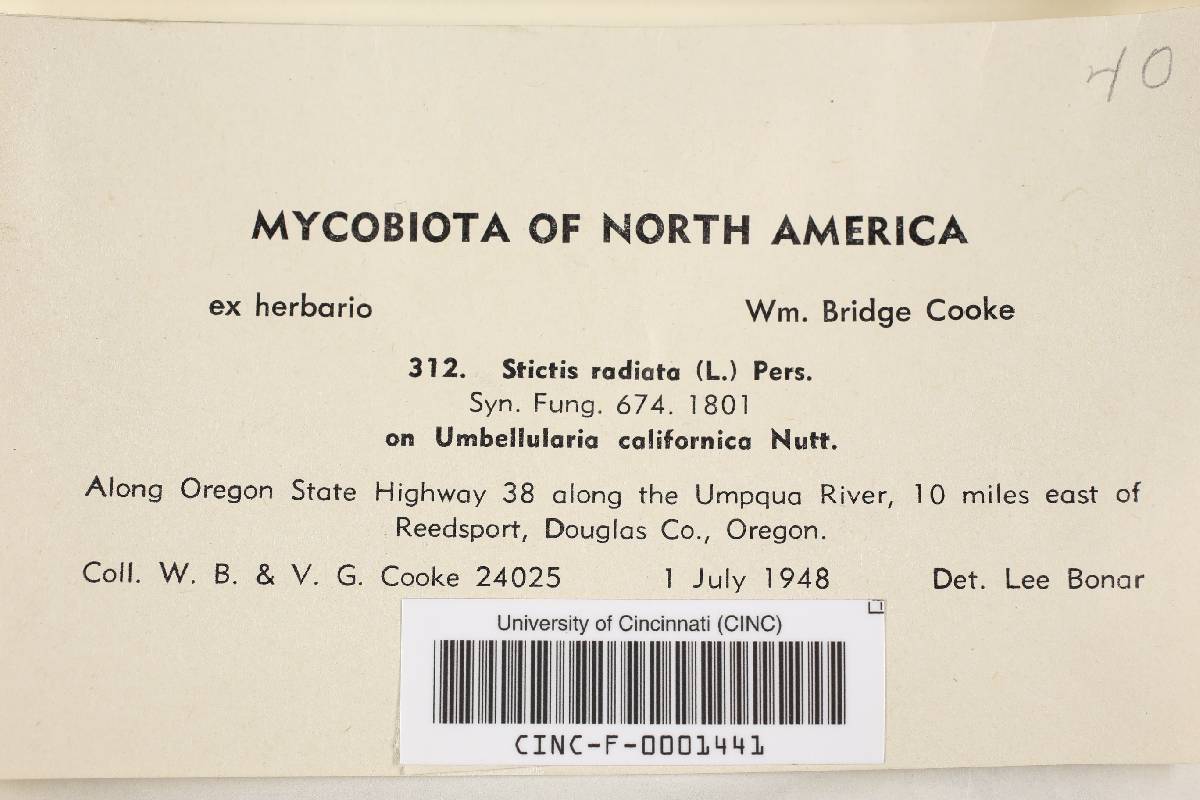 40
MYCOBIOTA OF NORTH AMERICA
ex herbario Wm. Bridge Cooke
312. Stictis radiata (L.) Pers.
Syn. Fung. 674. 1801
on Umbellularia californica Nutt.
Along Oregon State Highway 38 along the Umpqua River, 10 miles east of
Reedsport, Douglas Co., Oregon.
Coll. W. B. & V. G. Cooke 24025 1 July 1948 Det. Lee Bonar
University of Cincinnati (CINC)
CINC-F-0001441